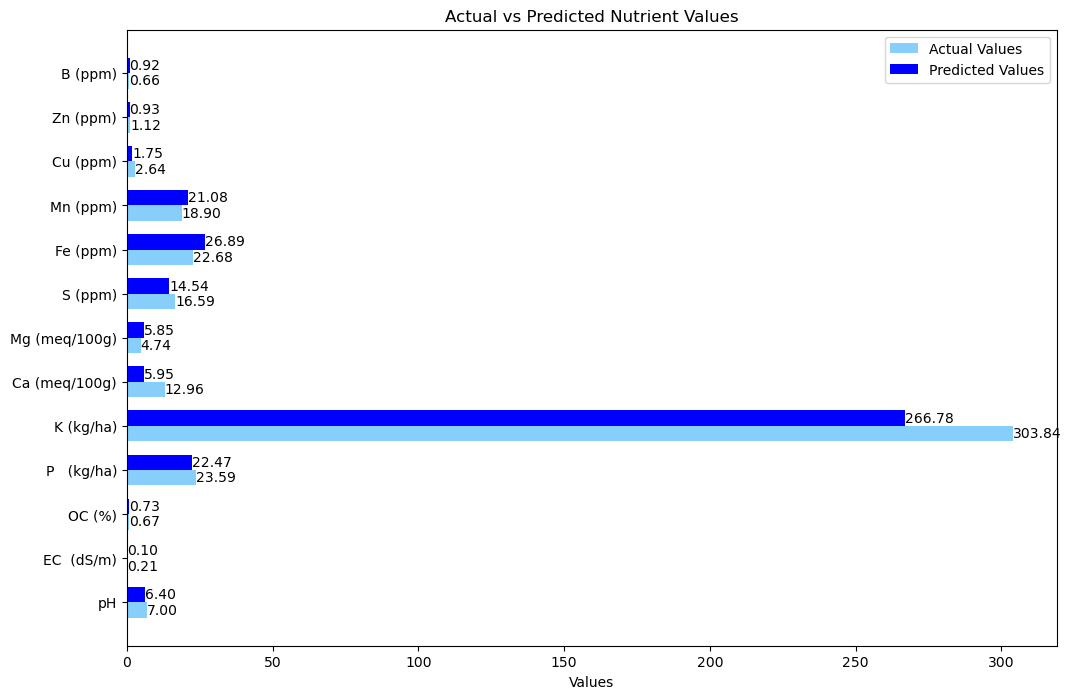 Actual vs Predicted Nutrient Values
Actual Values
Predicted Values
B (ppm)
0.92
0.66
Zn (ppm)
0.93
1.12
Cu (ppm)
1.75
2.64
Mn (ppm)
21.08
18.90
Fe (ppm)
26.89
22.68
S (ppm)
14.54
16.59
Mg (meq/100g)
5.85
4.74
Ca (meq/100g)
5.95
12.96
K (kg/ha)
266.78
303.84
P   (kg/ha)
22.47
23.59
OC (%)
0.73
0.67
EC  (dS/m)
0.10
0.21
pH
6.40
7.00
0 50 100 150 200 250 300
Values